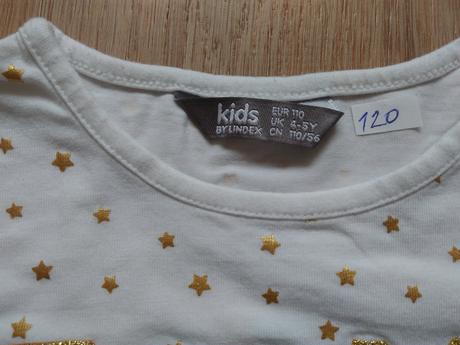 kids
BY LINDEX
EUR 110
UK 4-5Y
CN 110/56
120